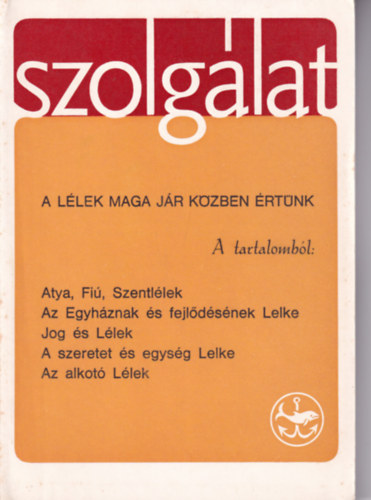 szolgálat
A LÉLEK MAGA JÁR KÖZBEN ÉRTÜNK
A tartalomból:
Atya, Fiú, Szentlélek
Az Egyháznak és fejlődésének Lelke
Jog és Lélek
A szeretet és egység Lelke
Az alkotó Lélek